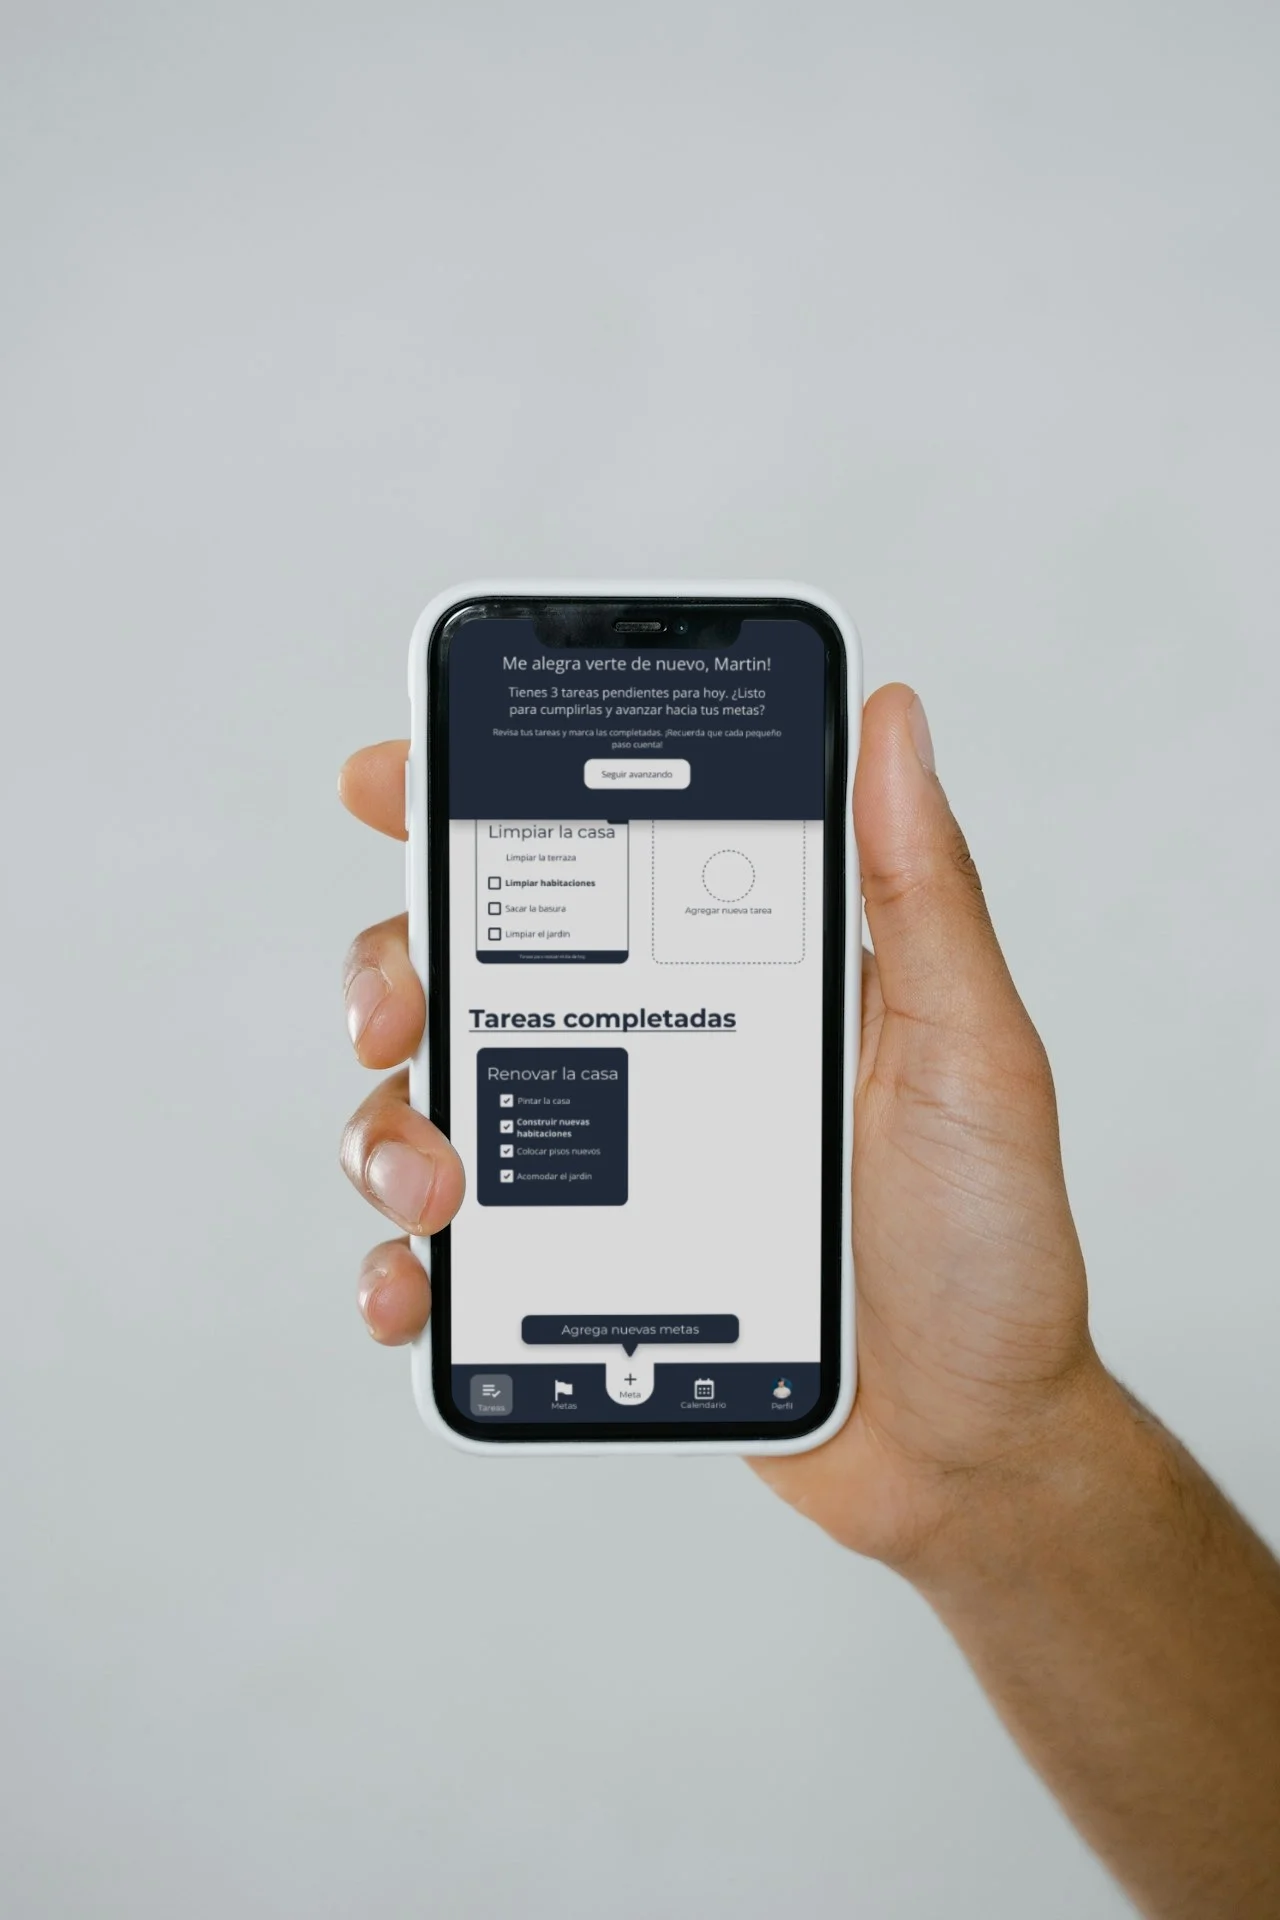 Me alegra verte de nuevo, Martin!
Tienes 3 tareas pendientes para hoy. ¿Listo
para cumplirlas y avanzar hacia tus metas?
Revisa tus tareas y marca las completadas. ¡Recuerda que cada pequeño
paso cuenta!
Seguir avanzando
Limpiar la casa
Limpiar la terraza
Limpiar habitaciones
Sacar la basura
Limpiar el jardin
Agregar nueva tarea
Tareas completadas
Renovar la casa
Pintar la casa
Construir nuevas
habitaciones
Colocar pisos nuevos
Acomodar el jardin
Agrega nuevas metas
Tareas
Metas
Meta
Calendario
Perfil